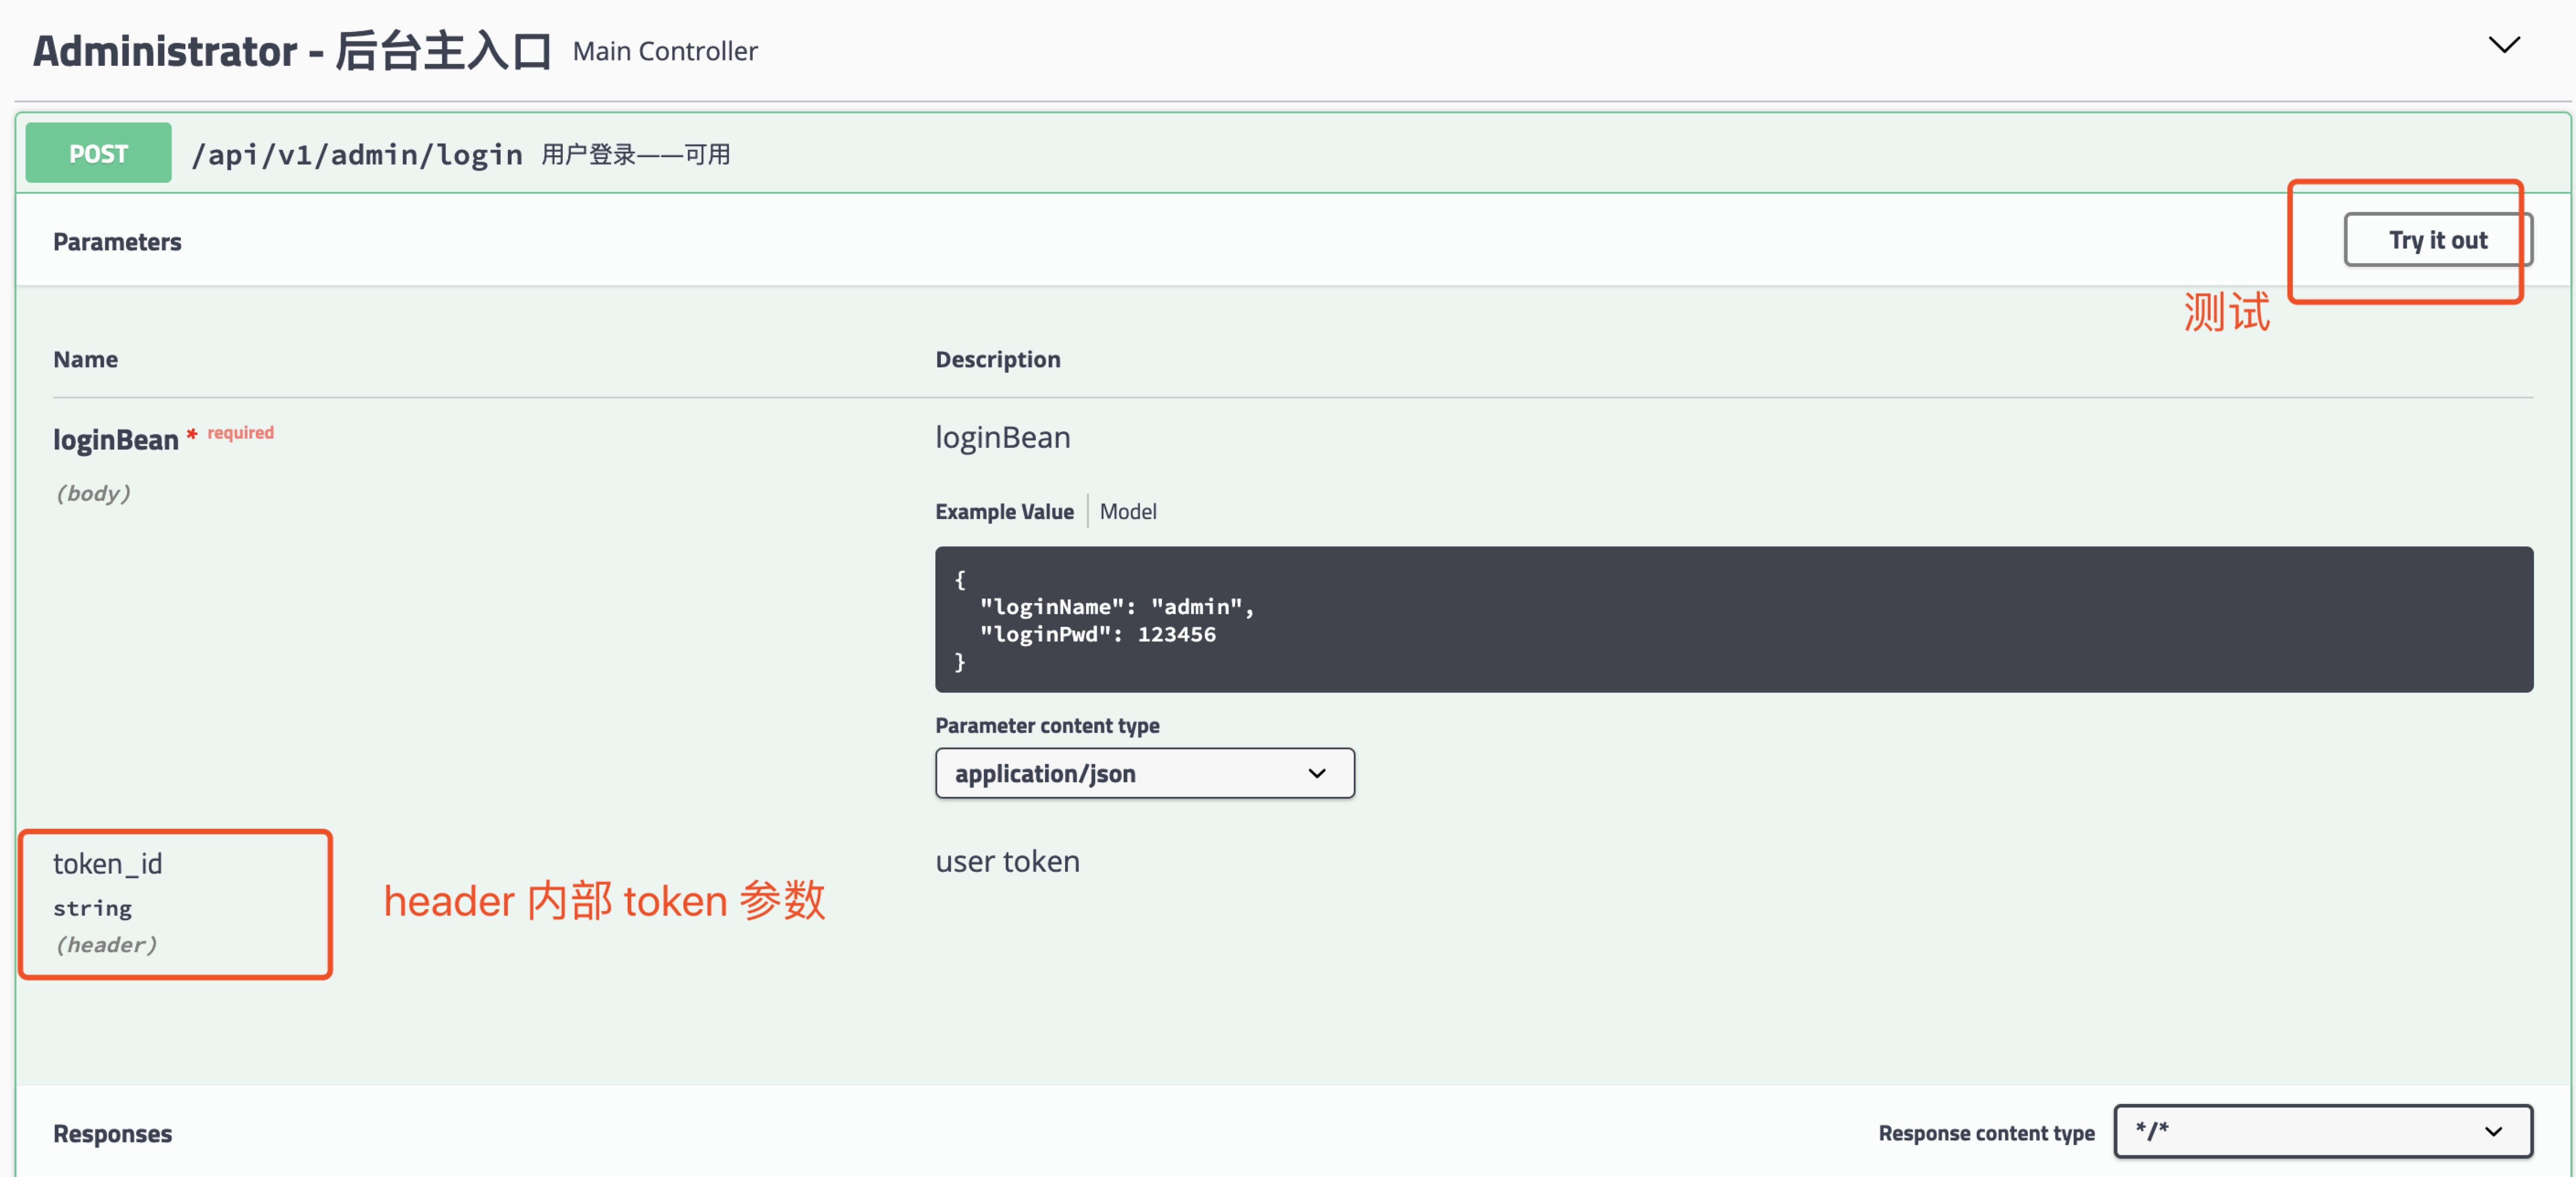 Administrator - 后台主入口 Main Controller
POST /api/v1/admin/login 用户登录——可用
Parameters
Try it out
测试
Name Description
loginBean * required loginBean
(body)
Example Value Model
{
"loginName": "admin",
"loginPwd": 123456
}
Parameter content type
application/json
token_id user token
string
(header)
header 内部 token 参数
Responses Response content type */*